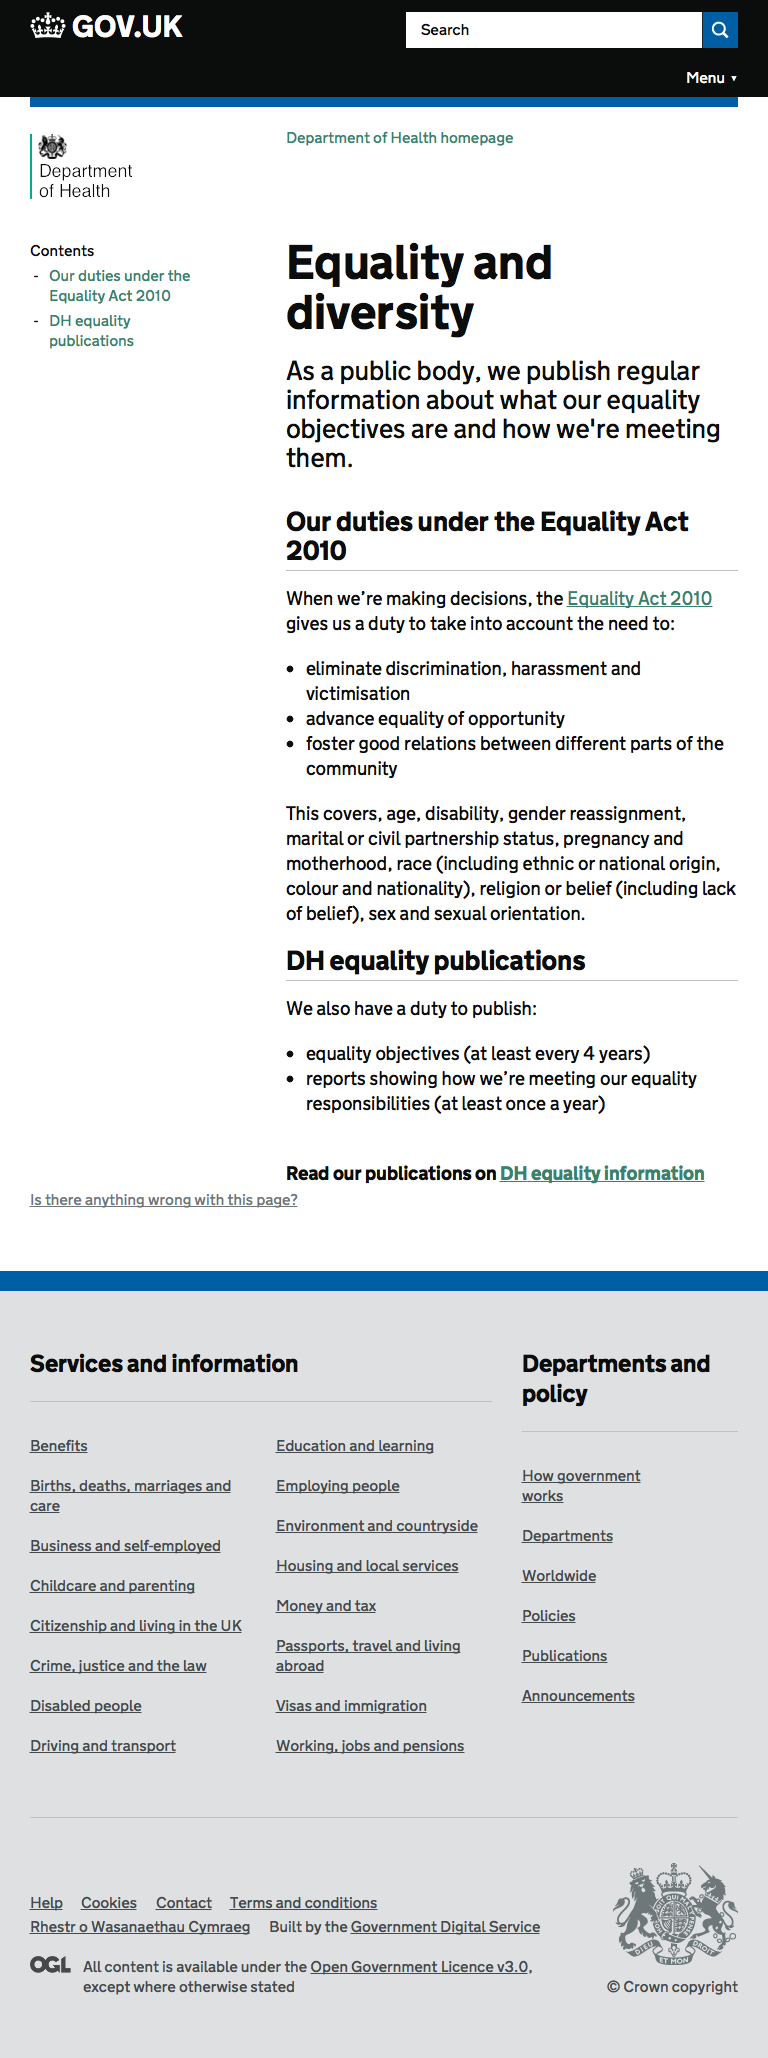 GOV.UK
Search
Menu ▼
Department
of Health
Department of Health homepage
Contents
- Our duties under the
Equality Act 2010
- DH equality
publications
Equality and
diversity
As a public body, we publish regular
information about what our equality
objectives are and how we're meeting
them.
Our duties under the Equality Act
2010
When we’re making decisions, the Equality Act 2010
gives us a duty to take into account the need to:
• eliminate discrimination, harassment and
victimisation
• advance equality of opportunity
• foster good relations between different parts of the
community
This covers, age, disability, gender reassignment,
marital or civil partnership status, pregnancy and
motherhood, race (including ethnic or national origin,
colour and nationality), religion or belief (including lack
of belief), sex and sexual orientation.
DH equality publications
We also have a duty to publish:
• equality objectives (at least every 4 years)
• reports showing how we’re meeting our equality
responsibilities (at least once a year)
Read our publications on DH equality information
Is there anything wrong with this page?
Services and information
Benefits
Births, deaths, marriages and
care
Business and self-employed
Childcare and parenting
Citizenship and living in the UK
Crime, justice and the law
Disabled people
Driving and transport
Education and learning
Employing people
Environment and countryside
Housing and local services
Money and tax
Passports, travel and living
abroad
Visas and immigration
Working, jobs and pensions
Departments and
policy
How government
works
Departments
Worldwide
Policies
Publications
Announcements
Help Cookies Contact Terms and conditions
Rhestr o Wasanaethau Cymraeg Built by the Government Digital Service
OGL
All content is available under the Open Government Licence v3.0,
except where otherwise stated
DIEU ET MON DROIT
© Crown copyright